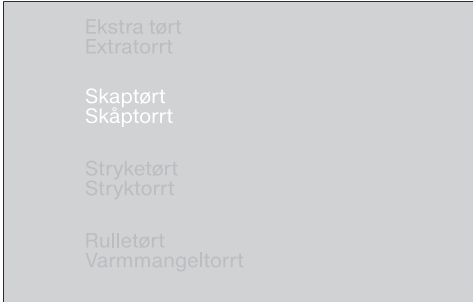 Ekstra tørt
Extratorrt
Skaptørt
Skåptorrt
Stryketørt
Stryktorrt
Rulletørt
Varmmangeltorrt